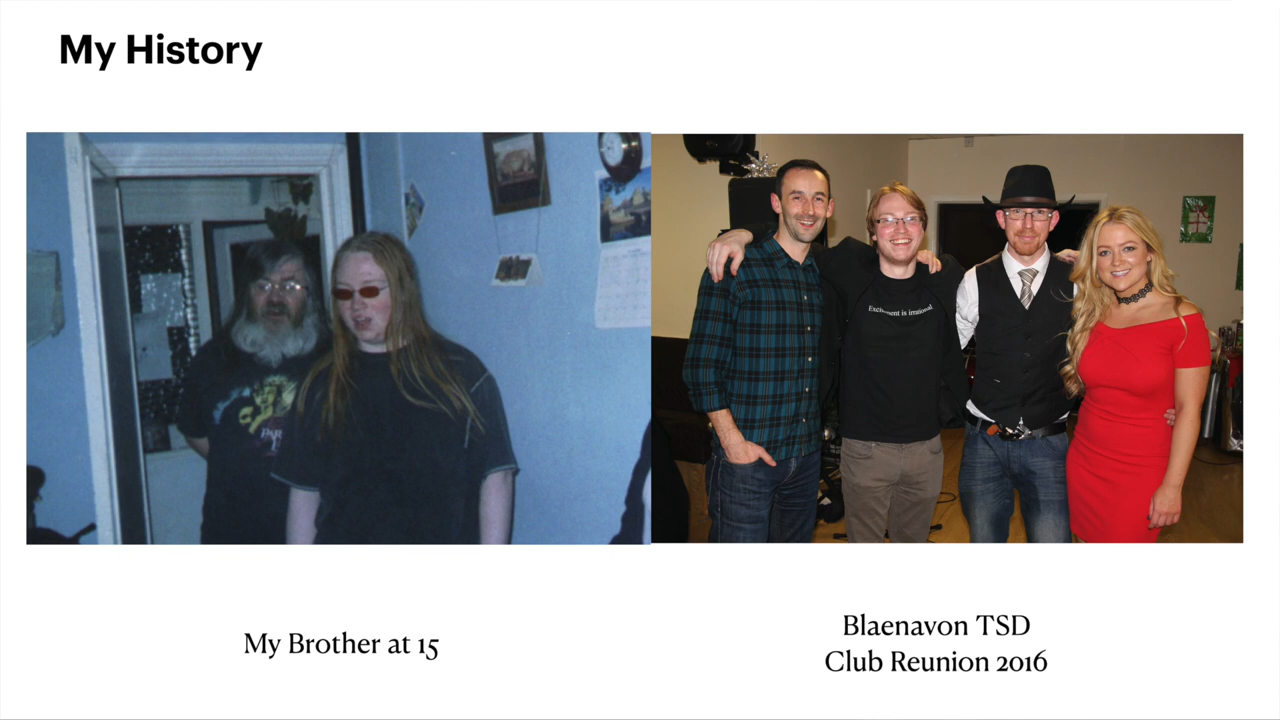 My History
Excitement is irrational
My Brother at 15
Blaenavon TSD
Club Reunion 2016